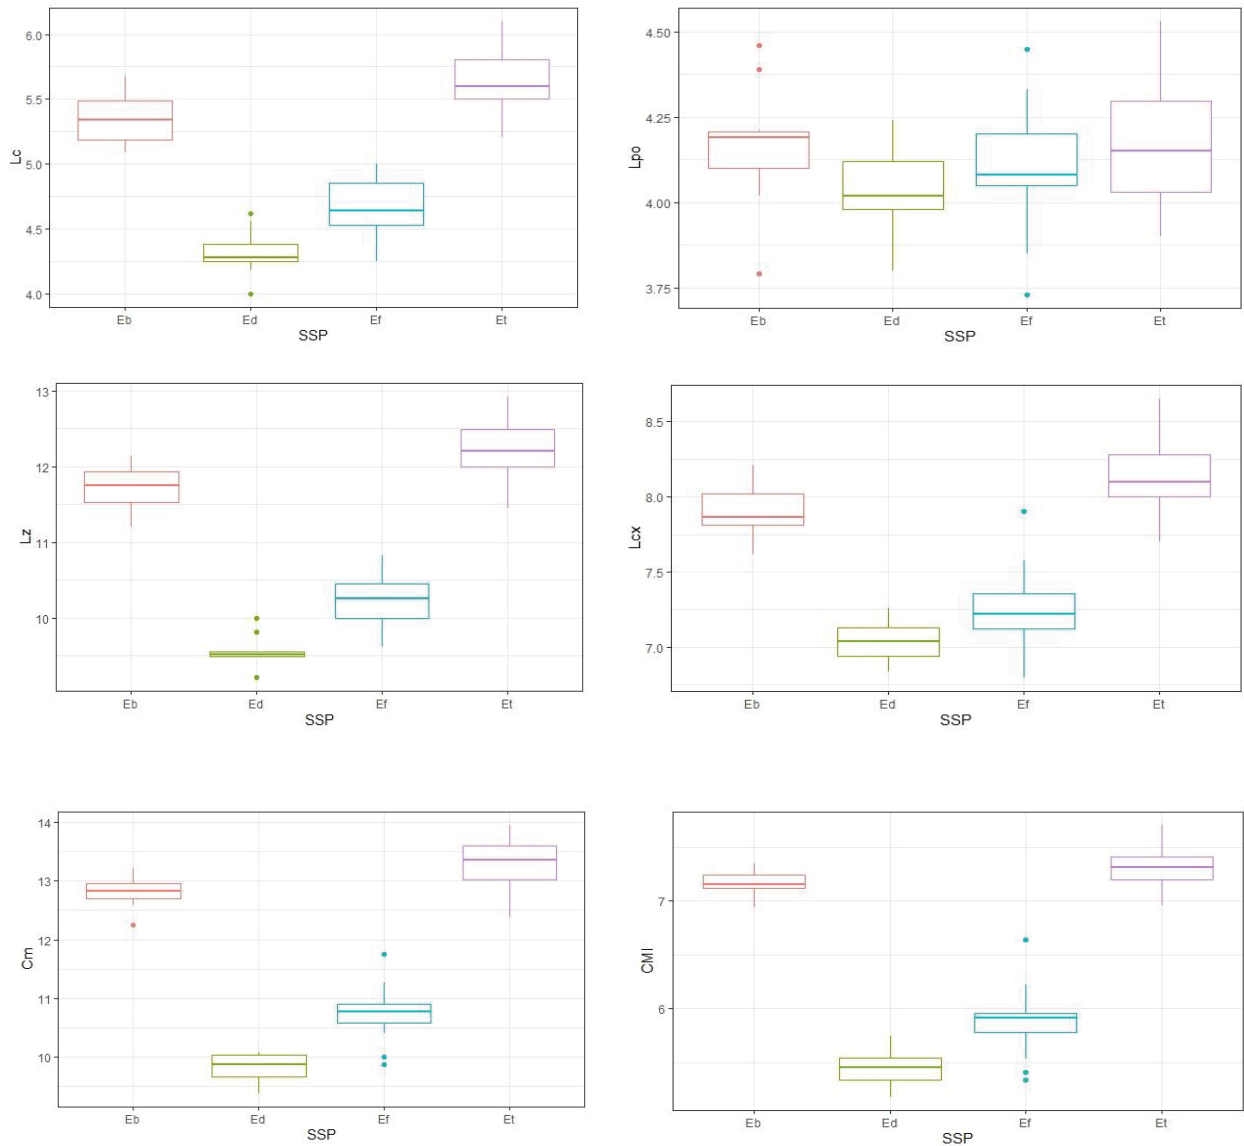 6.0
5.5
5.0
4.5
4.0
Lc
Eb Ed Ef Et
SSP
4.50
4.25
4.00
3.75
Lpo
Eb Ed Ef Et
SSP
13
12
11
10
Lz
Eb Ed Ef Et
SSP
8.5
8.0
7.5
7.0
Lcx
Eb Ed Ef Et
SSP
14
13
12
11
10
Cm
Eb Ed Ef Et
SSP
7
6
CMI
Eb Ed Ef Et
SSP